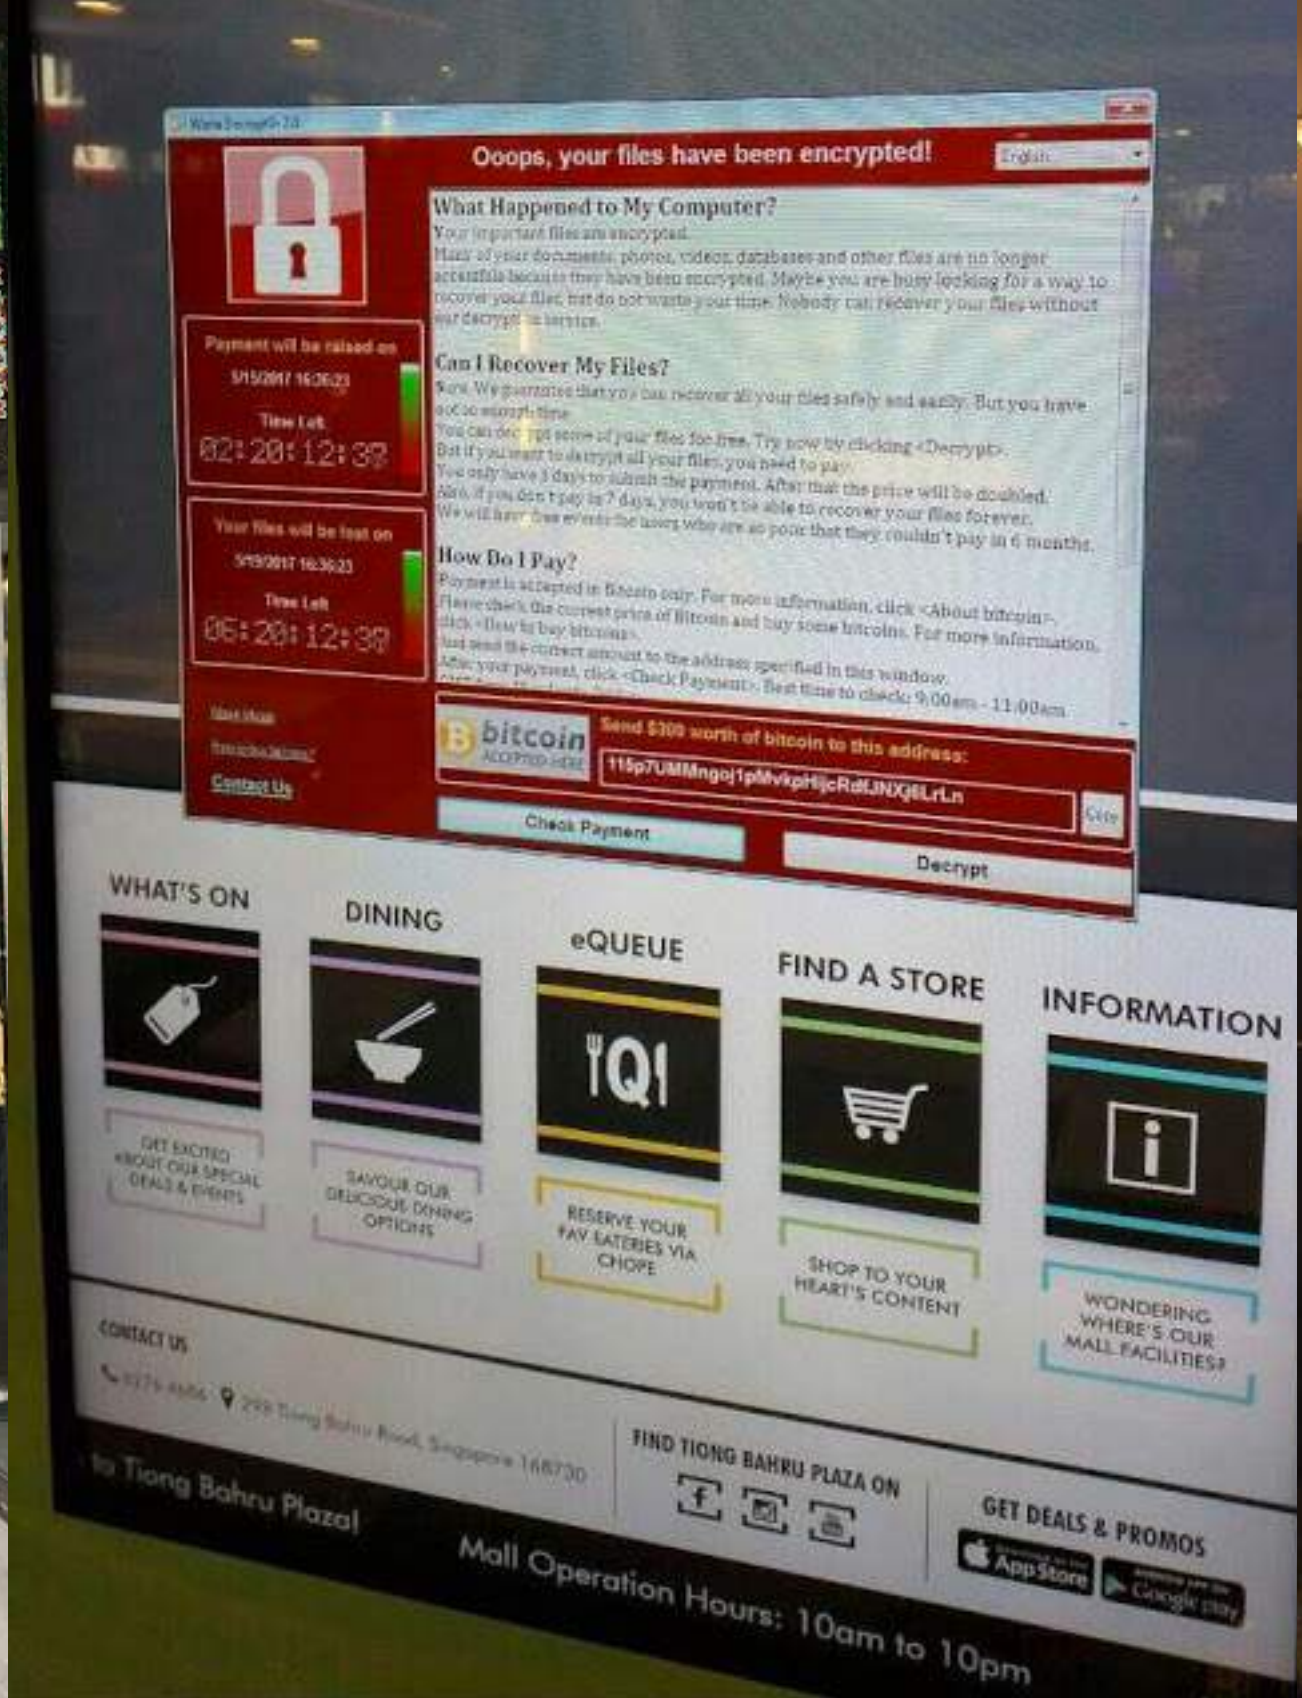 Ooops, your files have been encrypted!
English
What Happened to My Computer?
Your important files are encrypted.
Many of your documents, photos, videos, databases and other files are no longer
accessible because they have been encrypted. Maybe you are busy looking for a way to
recover your files, but do not waste your time. Nobody can recover your files without
our decryption service.
Can I Recover My Files?
Sure. We guarantee that you can recover all your files safely and easily. But you have
not so enough time.
You can decrypt some of your files for free. Try now by clicking <Decrypt>.
But if you want to decrypt all your files, you need to pay.
You only have 3 days to submit the payment. After that the price will be doubled.
Also, if you don't pay in 7 days, you won't be able to recover your files forever.
We will have free events for users who are so poor that they couldn't pay in 6 months.
How Do I Pay?
Payment is accepted in Bitcoin only. For more information, click <About bitcoin>.
Please check the current price of Bitcoin and buy some bitcoins. For more information,
click <How to buy bitcoins>.
And send the correct amount to the address specified in this window.
After your payment, click <Check Payment>. Best time to check: 9:00am - 11:00am
Payment will be raised on
5/15/2017 16:36:23
Time Left
Your files will be lost on
5/19/2017 16:36:23
Time Left
Contact Us
bitcoin
ACCEPTED HERE
Send $300 worth of bitcoin to this address:
Copy
Check Payment
Decrypt
WHAT'S ON
DINING
eQUEUE
FIND A STORE
INFORMATION
GET EXCITED
ABOUT OUR SPECIAL
DEALS & EVENTS
SAVOUR OUR
DELICIOUS DINING
OPTIONS
RESERVE YOUR
FAV EATERIES VIA
CHOPE
SHOP TO YOUR
HEART'S CONTENT
WONDERING
WHERE'S OUR
MALL FACILITIES?
CONTACT US
Tiong Bahru Road, Singapore 168730
FIND TIONG BAHRU PLAZA ON
GET DEALS & PROMOS
App Store
Google play
to Tiong Bahru Plaza!
Mall Operation Hours: 10am to 10pm